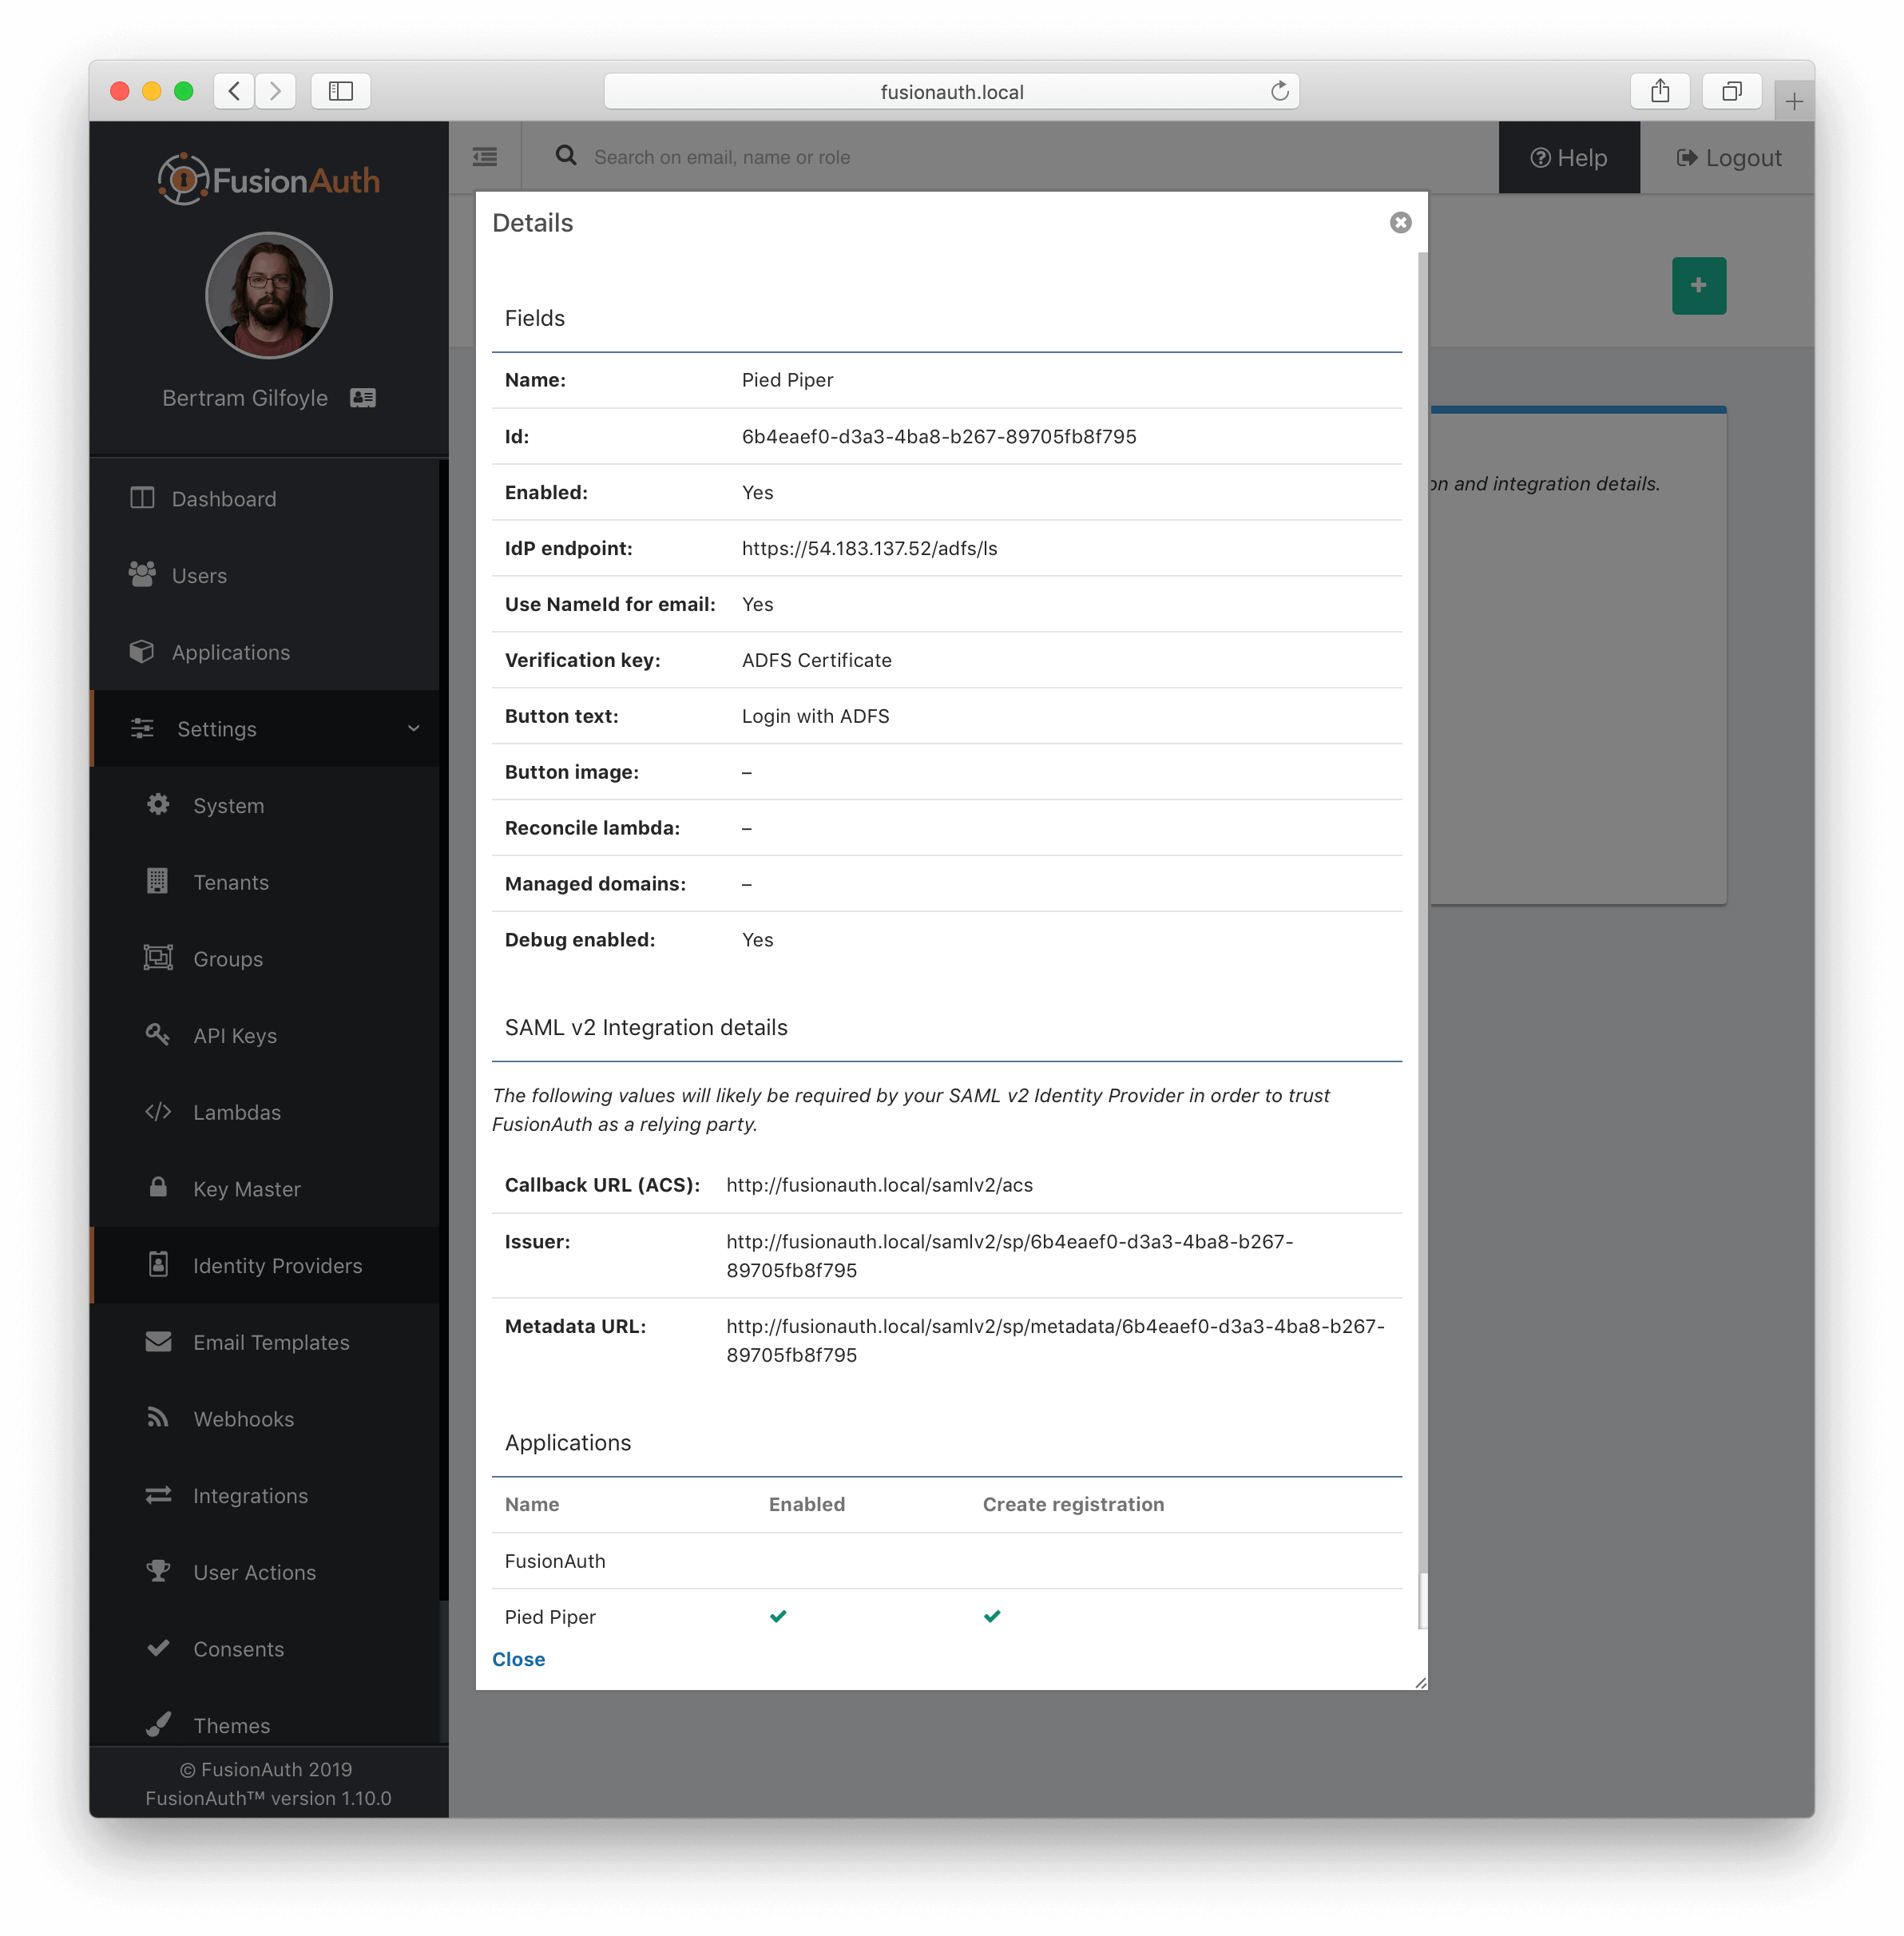 fusionauth.local
FusionAuth
Search on email, name or role
Help
Logout
Bertram Gilfoyle
Dashboard
Users
Applications
Settings
System
Tenants
Groups
API Keys
Lambdas
Key Master
Identity Providers
Email Templates
Webhooks
Integrations
User Actions
Consents
Themes
© FusionAuth 2019
FusionAuth™ version 1.10.0
on and integration details.
Details
Fields
Name: Pied Piper
Id: 6b4eaef0-d3a3-4ba8-b267-89705fb8f795
Enabled: Yes
IdP endpoint: https://54.183.137.52/adfs/ls
Use NameId for email: Yes
Verification key: ADFS Certificate
Button text: Login with ADFS
Button image: –
Reconcile lambda: –
Managed domains: –
Debug enabled: Yes
SAML v2 Integration details
The following values will likely be required by your SAML v2 Identity Provider in order to trust
FusionAuth as a relying party.
Callback URL (ACS): http://fusionauth.local/samlv2/acs
Issuer: http://fusionauth.local/samlv2/sp/6b4eaef0-d3a3-4ba8-b267-
89705fb8f795
Metadata URL: http://fusionauth.local/samlv2/sp/metadata/6b4eaef0-d3a3-4ba8-b267-
89705fb8f795
Applications
Name Enabled Create registration
FusionAuth
Pied Piper
Close